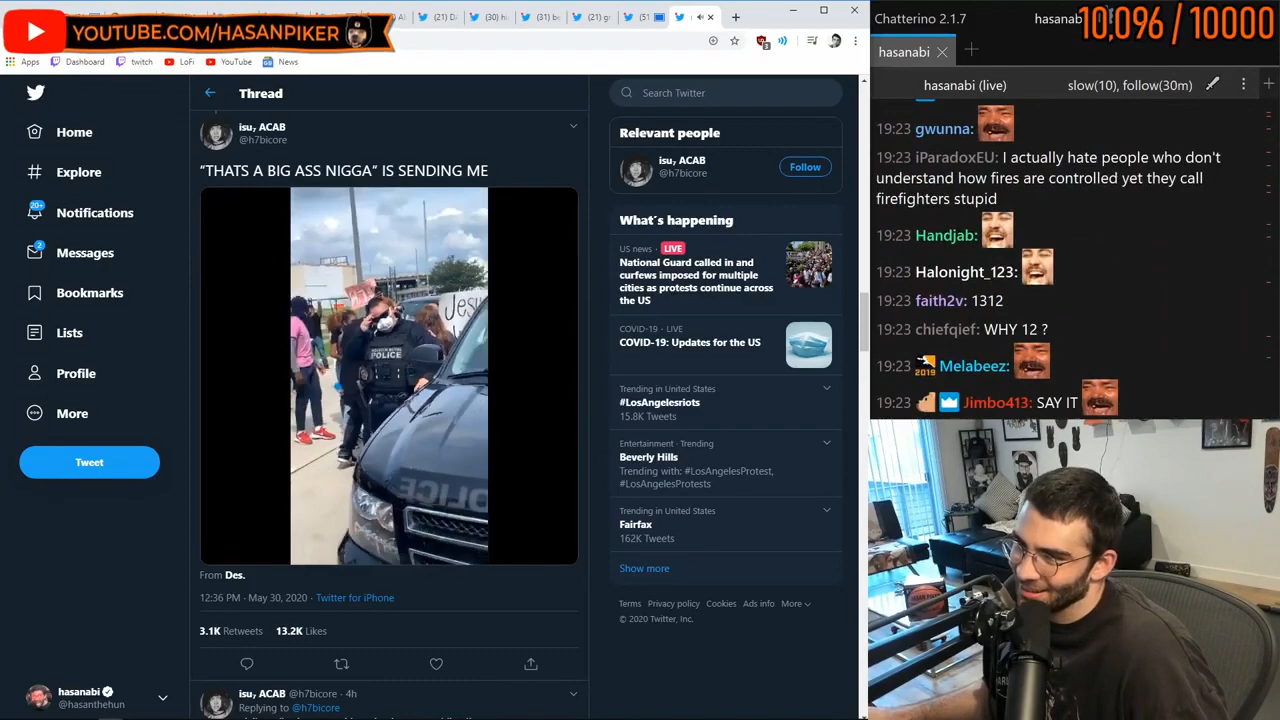 YOUTUBE.COM/HASANPIKER
Apps Dashboard twitch LoFi YouTube News
Home
Explore
20+
Notifications
2
Messages
Bookmarks
Lists
Profile
More
Tweet
hasanabi
@hasanthehun
Thread
isu, ACAB
@h7bicore
“THATS A BIG ASS NIGGA” IS SENDING ME
POLICE
Jesu
POLICE
From Des.
12:36 PM · May 30, 2020 · Twitter for iPhone
3.1K Retweets 13.2K Likes
isu, ACAB @h7bicore · 4h
Replying to @h7bicore
Search Twitter
Relevant people
isu, ACAB
@h7bicore
Follow
What's happening
US news · LIVE
National Guard called in and
curfews imposed for multiple
cities as protests continue across
the US
COVID-19 · LIVE
COVID-19: Updates for the US
Trending in United States
#LosAngelesriots
15.8K Tweets
Entertainment · Trending
Beverly Hills
Trending with: #LosAngelesProtest,
#LosAngelesProtests
Trending in United States
Fairfax
162K Tweets
Show more
Terms Privacy policy Cookies Ads info More
© 2020 Twitter, Inc.
Chatterino 2.1.7
10,096 / 10000
hasanabi
hasanabi (live) slow(10), follow(30m)
19:23 gwunna:
19:23 iParadoxEU: I actually hate people who don't
understand how fires are controlled yet they call
firefighters stupid
19:23 Handjab:
19:23 Halonight_123:
19:23 faith2v: 1312
19:23 chiefqief: WHY 12 ?
19:23 2019 Melabeez:
19:23 Jimbo413: SAY IT